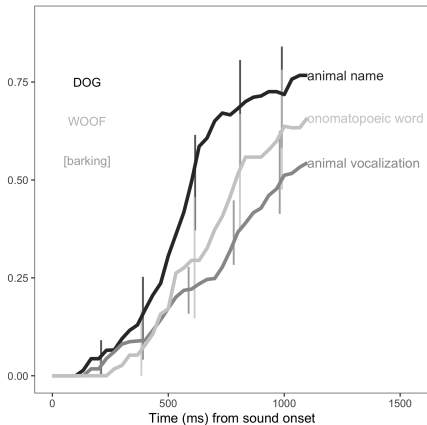 0.75
0.50
0.25
0.00
DOG
WOOF
[barking]
animal name
onomatopoeic word
animal vocalization
0
500
1000
1500
Time (ms) from sound onset